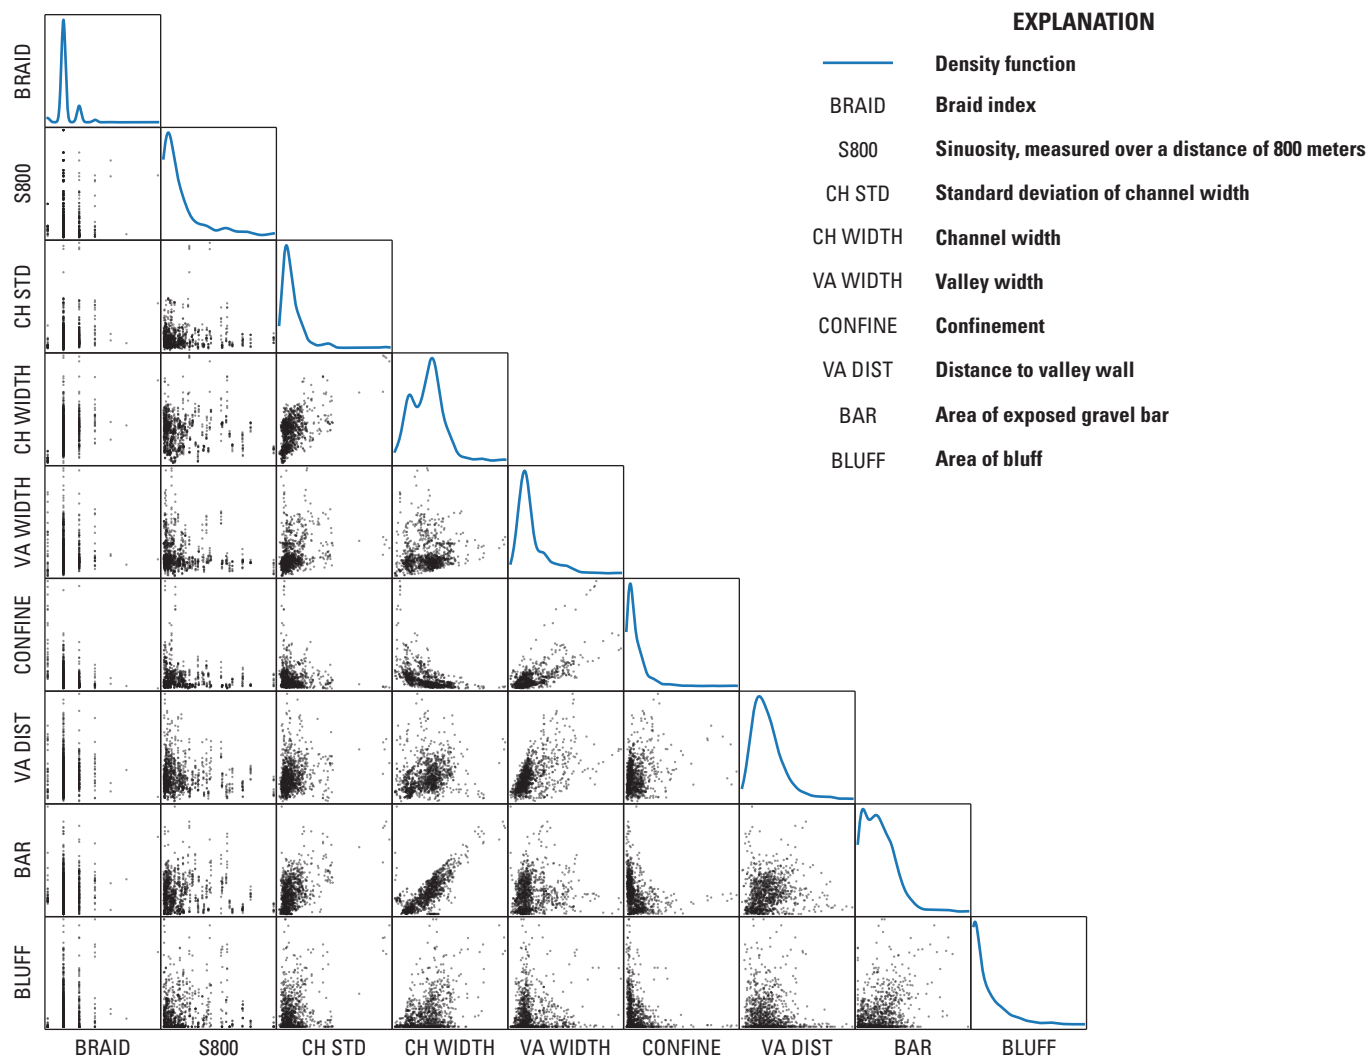 EXPLANATION
Density function
BRAID Braid index
S800 Sinuosity, measured over a distance of 800 meters
CH STD Standard deviation of channel width
CH WIDTH Channel width
VA WIDTH Valley width
CONFINE Confinement
VA DIST Distance to valley wall
BAR Area of exposed gravel bar
BLUFF Area of bluff
BRAID
S800
CH STD
CH WIDTH
VA WIDTH
CONFINE
VA DIST
BAR
BLUFF
BRAID S800 CH STD CH WIDTH VA WIDTH CONFINE VA DIST BAR BLUFF